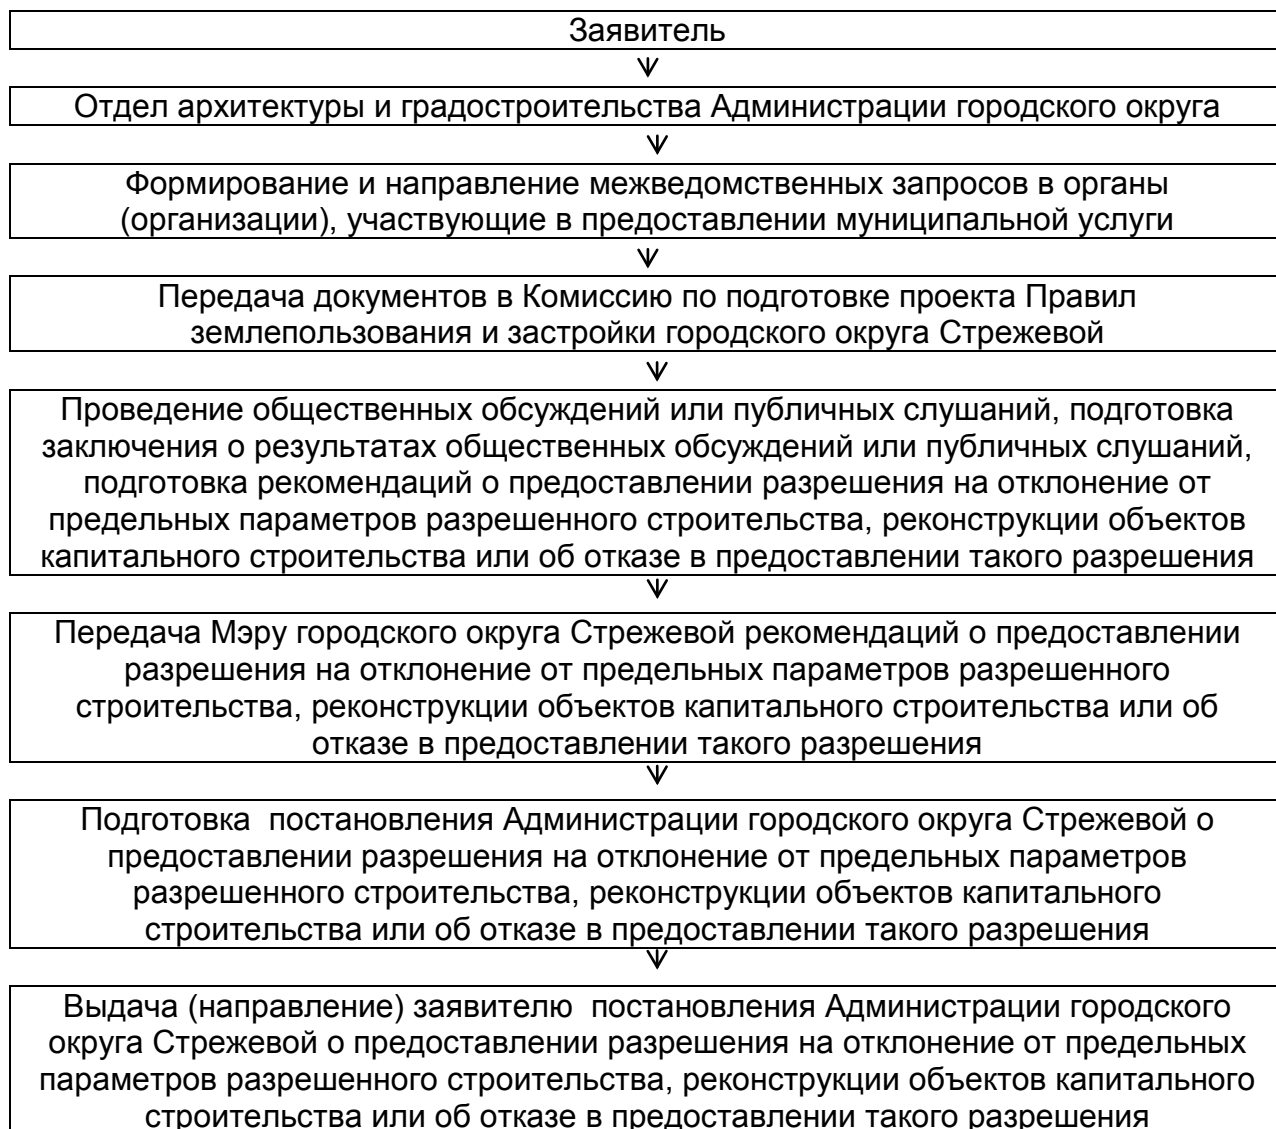 Заявитель
Отдел архитектуры и градостроительства Администрации городского округа
Формирование и направление межведомственных запросов в органы
(организации), участвующие в предоставлении муниципальной услуги
Передача документов в Комиссию по подготовке проекта Правил
землепользования и застройки городского округа Стрежевой
Проведение общественных обсуждений или публичных слушаний, подготовка
заключения о результатах общественных обсуждений или публичных слушаний,
подготовка рекомендаций о предоставлении разрешения на отклонение от
предельных параметров разрешенного строительства, реконструкции объектов
капитального строительства или об отказе в предоставлении такого разрешения
Передача Мэру городского округа Стрежевой рекомендаций о предоставлении
разрешения на отклонение от предельных параметров разрешенного
строительства, реконструкции объектов капитального строительства или об
отказе в предоставлении такого разрешения
Подготовка  постановления Администрации городского округа Стрежевой о
предоставлении разрешения на отклонение от предельных параметров
разрешенного строительства, реконструкции объектов капитального
строительства или об отказе в предоставлении такого разрешения
Выдача (направление) заявителю  постановления Администрации городского
округа Стрежевой о предоставлении разрешения на отклонение от предельных
параметров разрешенного строительства, реконструкции объектов капитального
строительства или об отказе в предоставлении такого разрешения